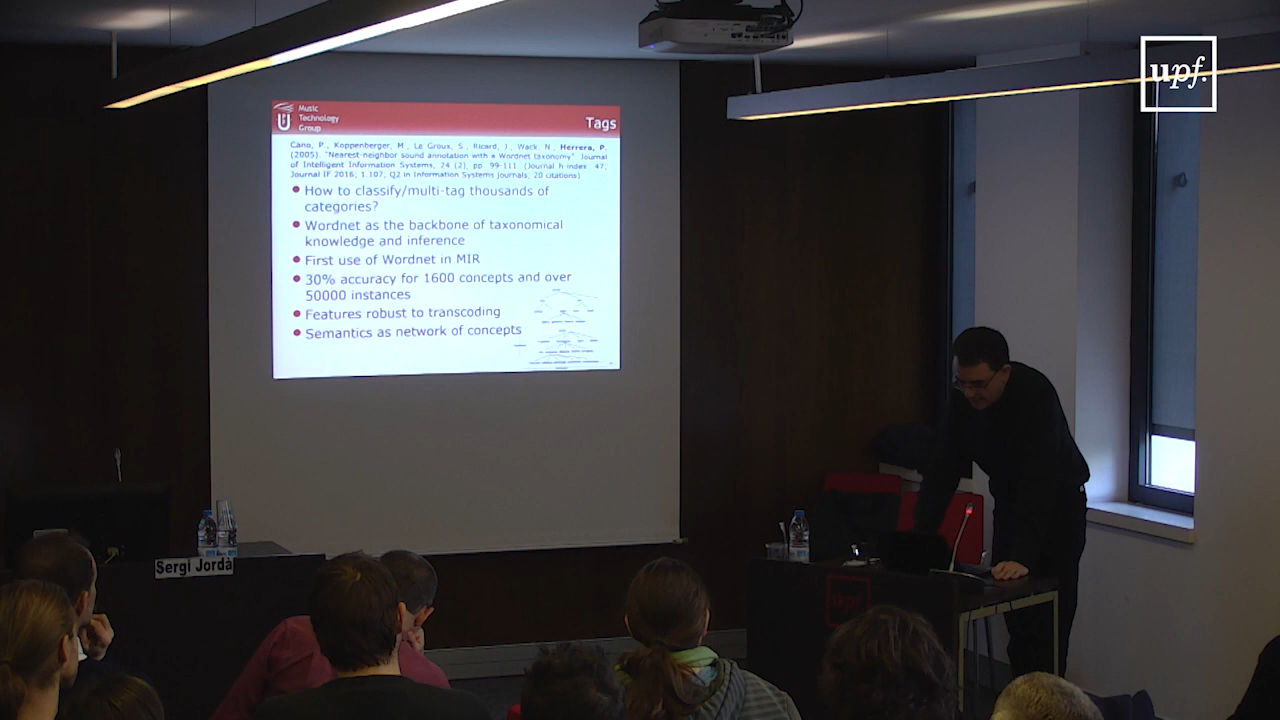 upf.
Music
Technology
Group
Tags
Cano, P., Koppenberger, M., Le Groux, S., Ricard, J., Wack, N., Herrera, P.
(2005). "Nearest-neighbor sound annotation with a Wordnet taxonomy". Journal
of Intelligent Information Systems, 24 (2), pp. 99-111. (Journal h-index: 47;
Journal IF 2016: 1.107; Q2 in Information Systems journals; 20 citations)
How to classify/multi-tag thousands of
categories?
Wordnet as the backbone of taxonomical
knowledge and inference
First use of Wordnet in MIR
30% accuracy for 1600 concepts and over
50000 instances
Features robust to transcoding
Semantics as network of concepts
Sergi Jordà
upf.